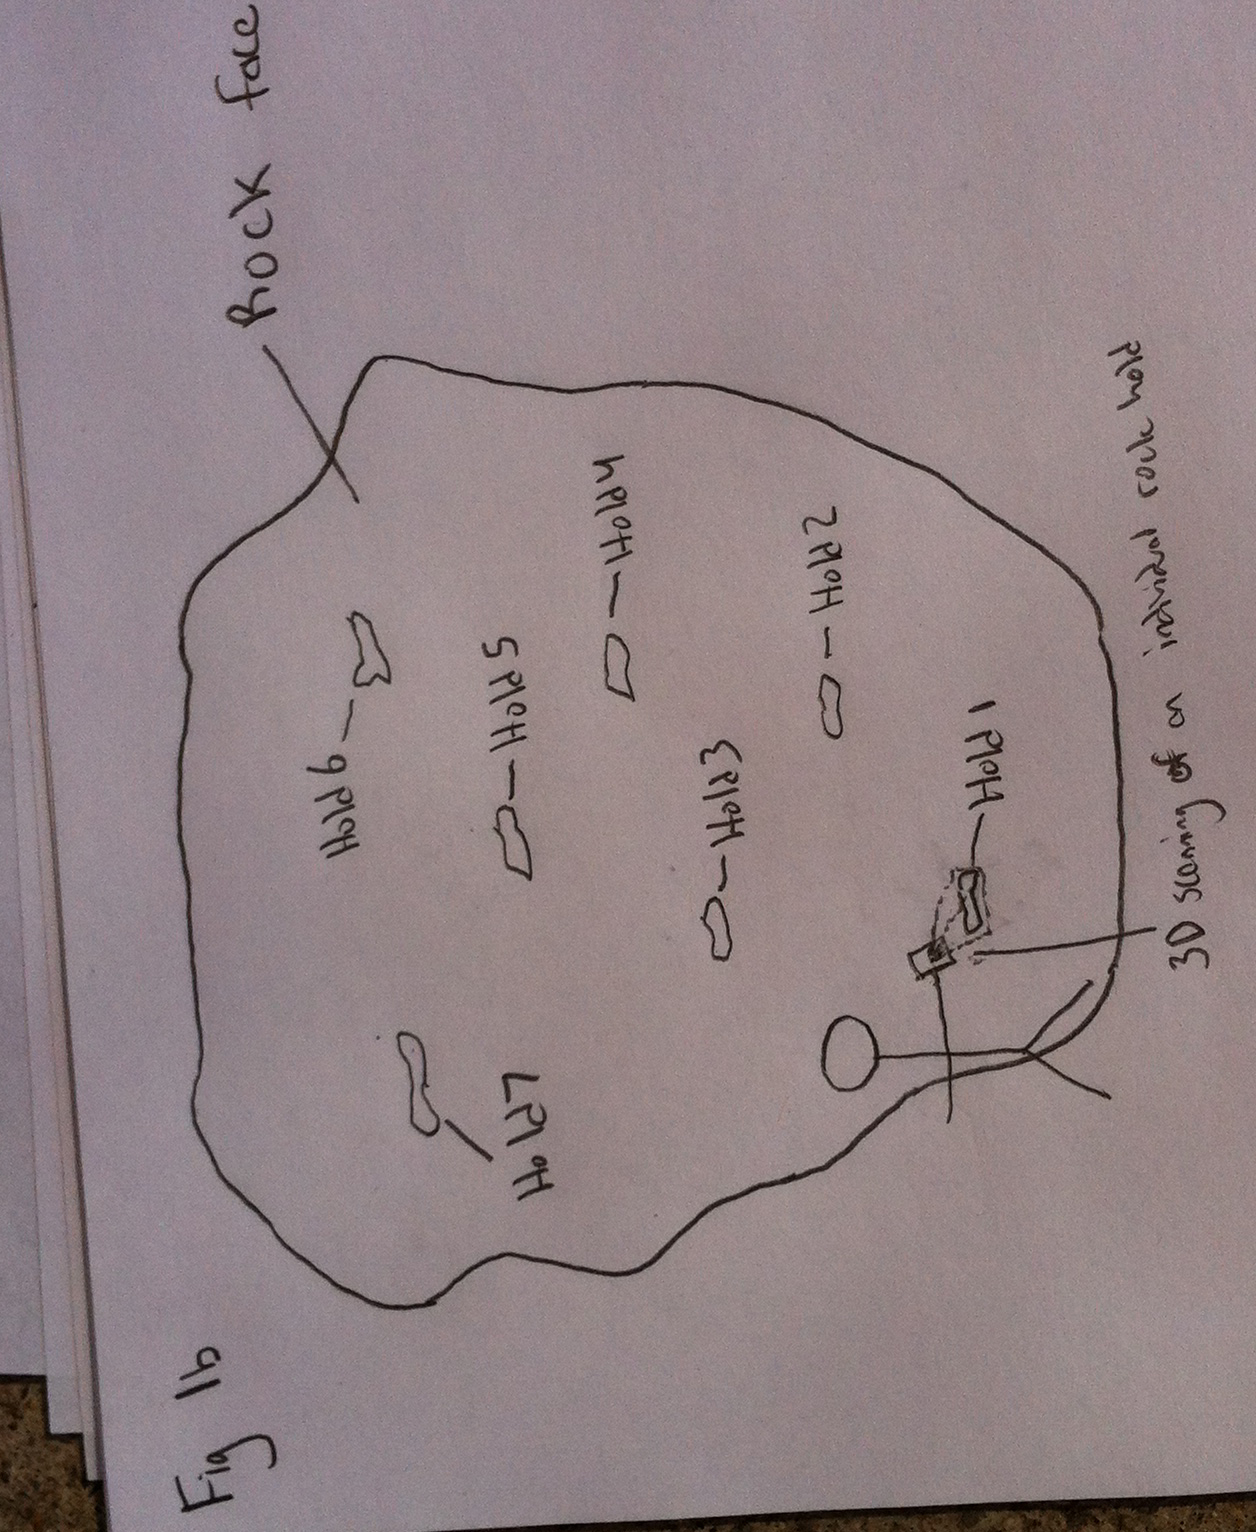 Fig 1b
Rock face
Hold 6
Hold 7
Hold 5
Hold 4
Hold 3
Hold 2
Hold 1
3D scanning of an individual rock hold